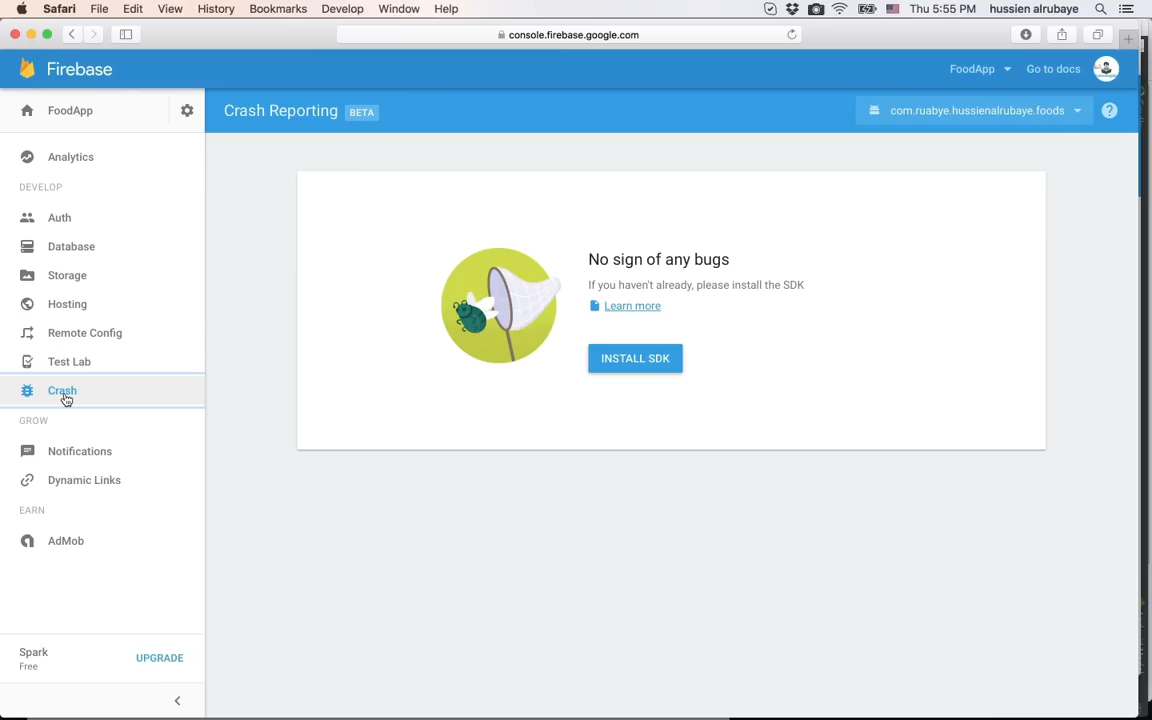 Safari File Edit View History Bookmarks Develop Window Help Thu 5:55 PM hussien alrubaye
console.firebase.google.com
Firebase FoodApp Go to docs
FoodApp Crash Reporting BETA com.ruabye.hussienalrubaye.foods ?
Analytics
DEVELOP
Auth
Database
Storage
Hosting
Remote Config
Test Lab
Crash
GROW
Notifications
Dynamic Links
EARN
AdMob
Spark
Free
UPGRADE
No sign of any bugs
If you haven't already, please install the SDK
Learn more
INSTALL SDK